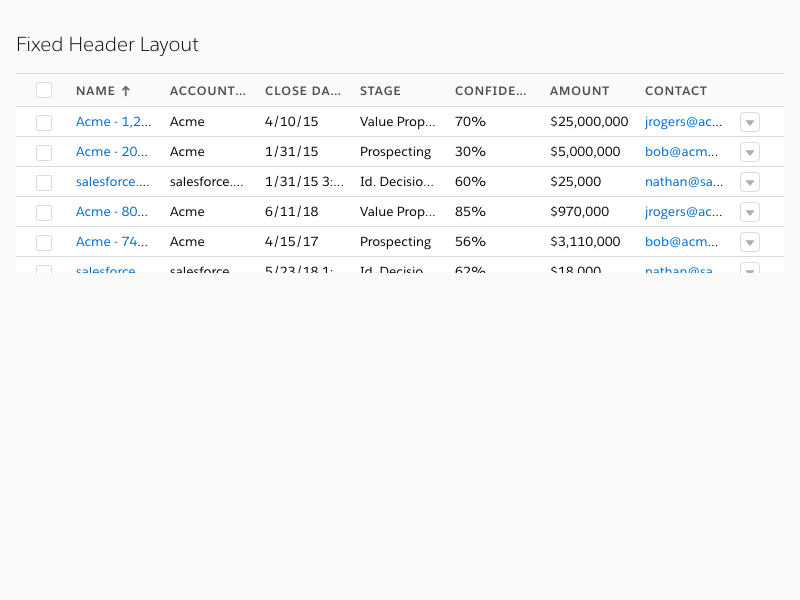 Fixed Header Layout
NAME ↑ ACCOUNT... CLOSE DA... STAGE CONFIDE... AMOUNT CONTACT
Acme - 1,2... Acme 4/10/15 Value Prop... 70% $25,000,000 jrogers@ac...
Acme - 20... Acme 1/31/15 Prospecting 30% $5,000,000 bob@acm...
salesforce.... salesforce.... 1/31/15 3:... Id. Decisio... 60% $25,000 nathan@sa...
Acme - 80... Acme 6/11/18 Value Prop... 85% $970,000 jrogers@ac...
Acme - 74... Acme 4/15/17 Prospecting 56% $3,110,000 bob@acm...
salesforce.... salesforce.... 5/23/18 1:... Id. Decisio... 62% $18,000 nathan@sa...